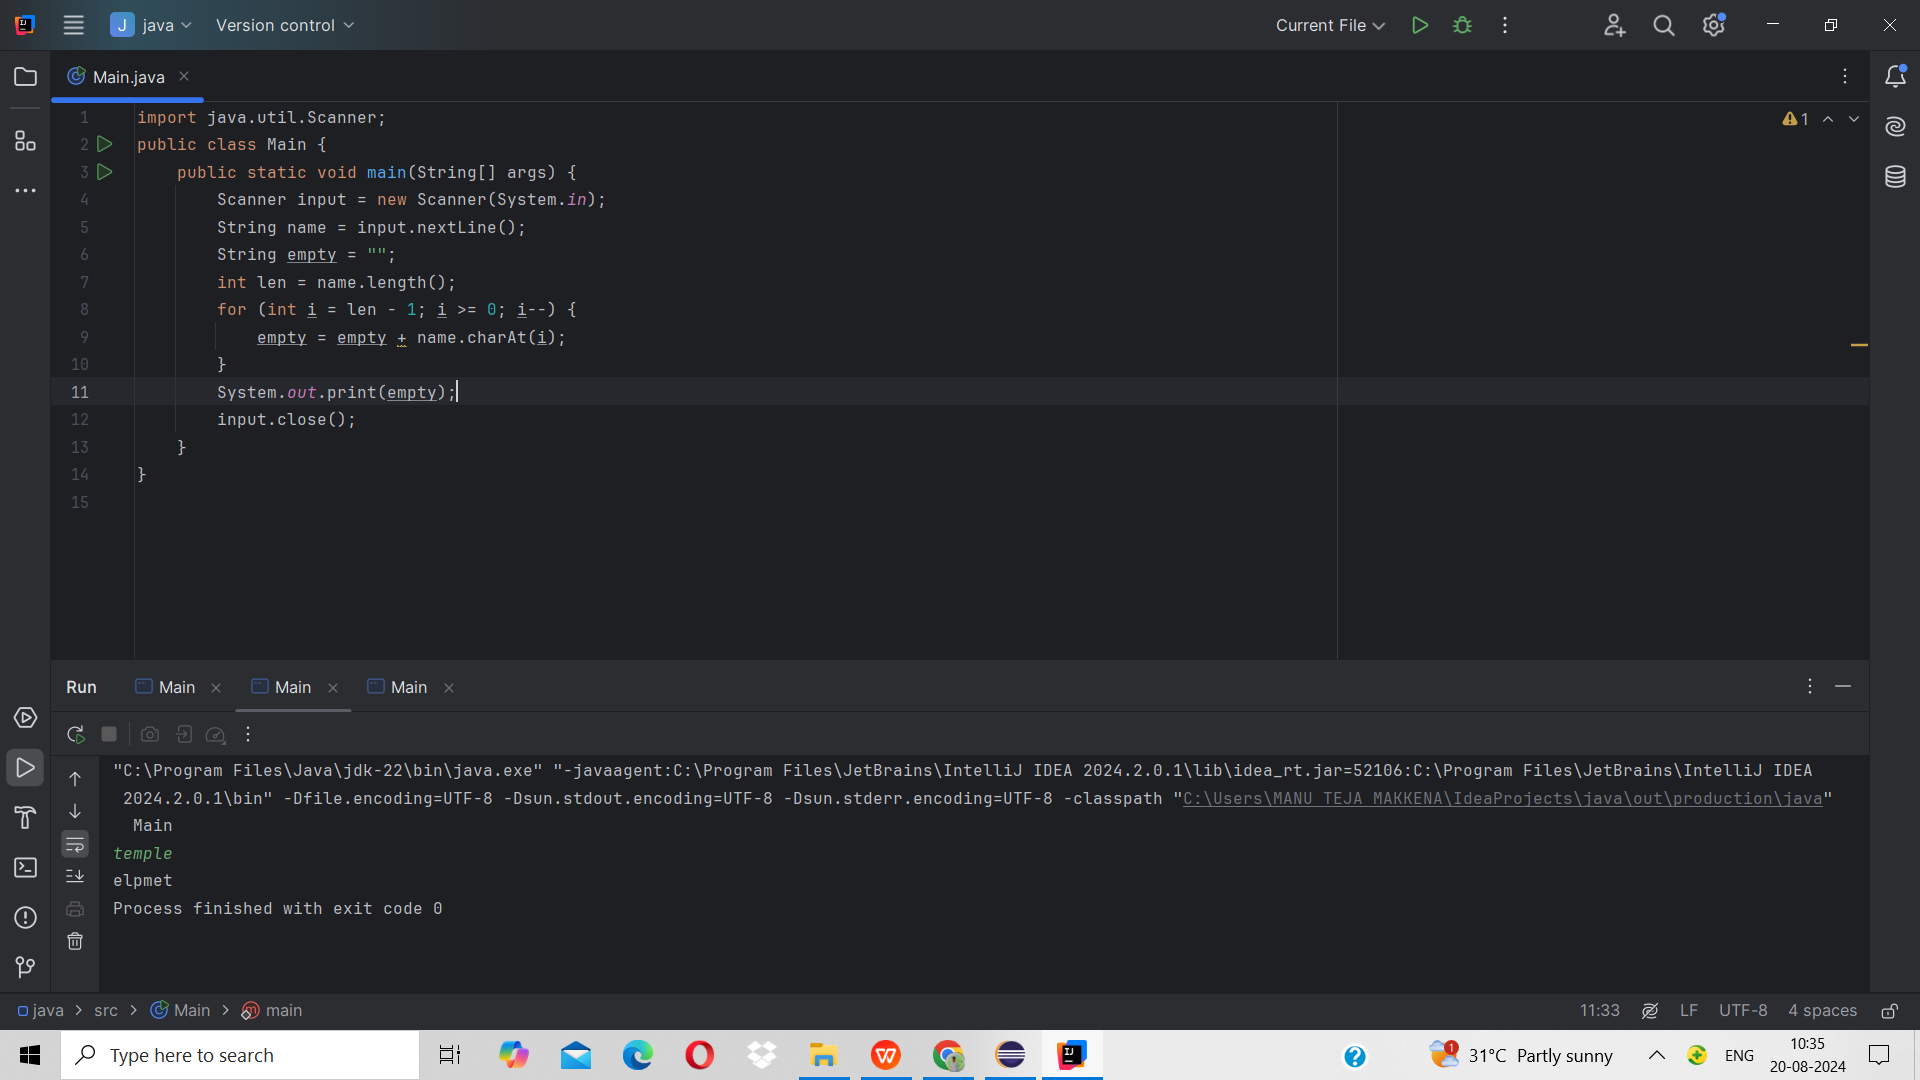 J java Version control Current File
Main.java
1 import java.util.Scanner;
2 public class Main {
3 public static void main(String[] args) {
4 Scanner input = new Scanner(System.in);
5 String name = input.nextLine();
6 String empty = "";
7 int len = name.length();
8 for (int i = len - 1; i >= 0; i--) {
9 empty = empty + name.charAt(i);
10 }
11 System.out.print(empty);
12 input.close();
13 }
14 }
15
1
Run Main Main Main
"C:\Program Files\Java\jdk-22\bin\java.exe" "-javaagent:C:\Program Files\JetBrains\IntelliJ IDEA 2024.2.0.1\lib\idea_rt.jar=52106:C:\Program Files\JetBrains\IntelliJ IDEA
2024.2.0.1\bin" -Dfile.encoding=UTF-8 -Dsun.stdout.encoding=UTF-8 -Dsun.stderr.encoding=UTF-8 -classpath "C:\Users\MANU TEJA MAKKENA\IdeaProjects\java\out\production\java"
Main
temple
elpmet
Process finished with exit code 0
java > src > Main > main 11:33 LF UTF-8 4 spaces
Type here to search 1 31°C Partly sunny ENG 10:35
20-08-2024